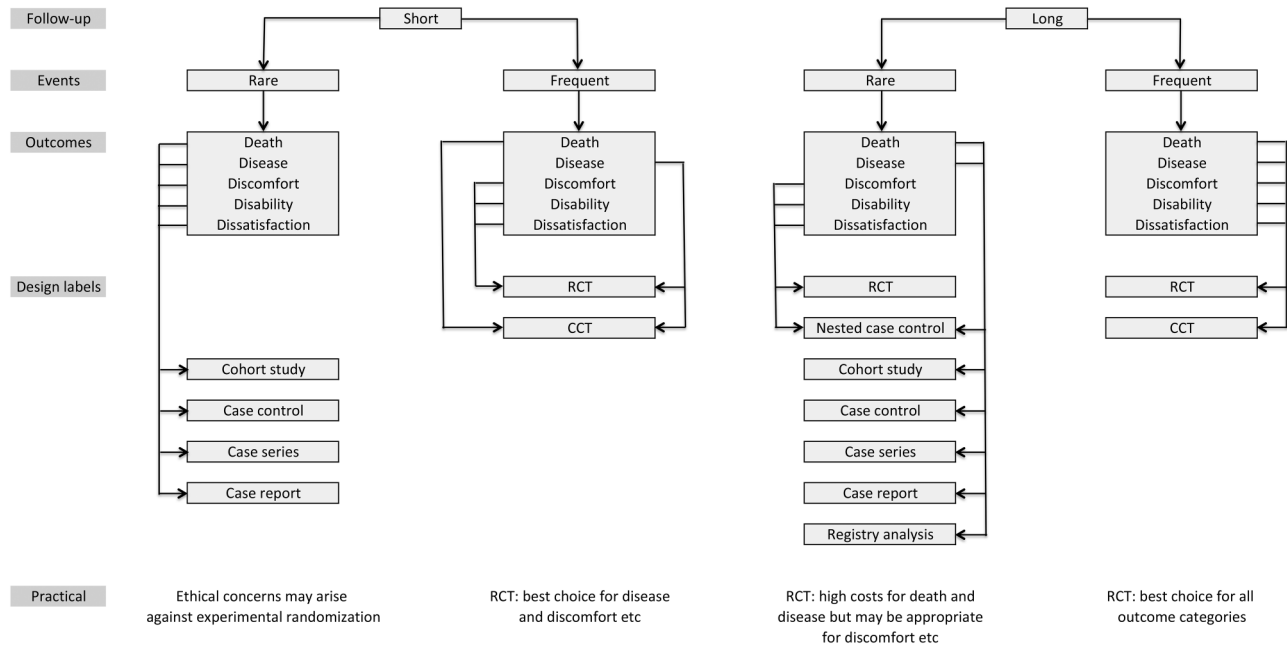 Follow-up
Short
Long
Events
Rare
Frequent
Rare
Frequent
Outcomes
Death
Disease
Discomfort
Disability
Dissatisfaction
Death
Disease
Discomfort
Disability
Dissatisfaction
Death
Disease
Discomfort
Disability
Dissatisfaction
Death
Disease
Discomfort
Disability
Dissatisfaction
Design labels
Cohort study
Case control
Case series
Case report
RCT
CCT
RCT
Nested case control
Cohort study
Case control
Case series
Case report
Registry analysis
RCT
CCT
Practical
Ethical concerns may arise
against experimental randomization
RCT: best choice for disease
and discomfort etc
RCT: high costs for death and
disease but may be appropriate
for discomfort etc
RCT: best choice for all
outcome categories